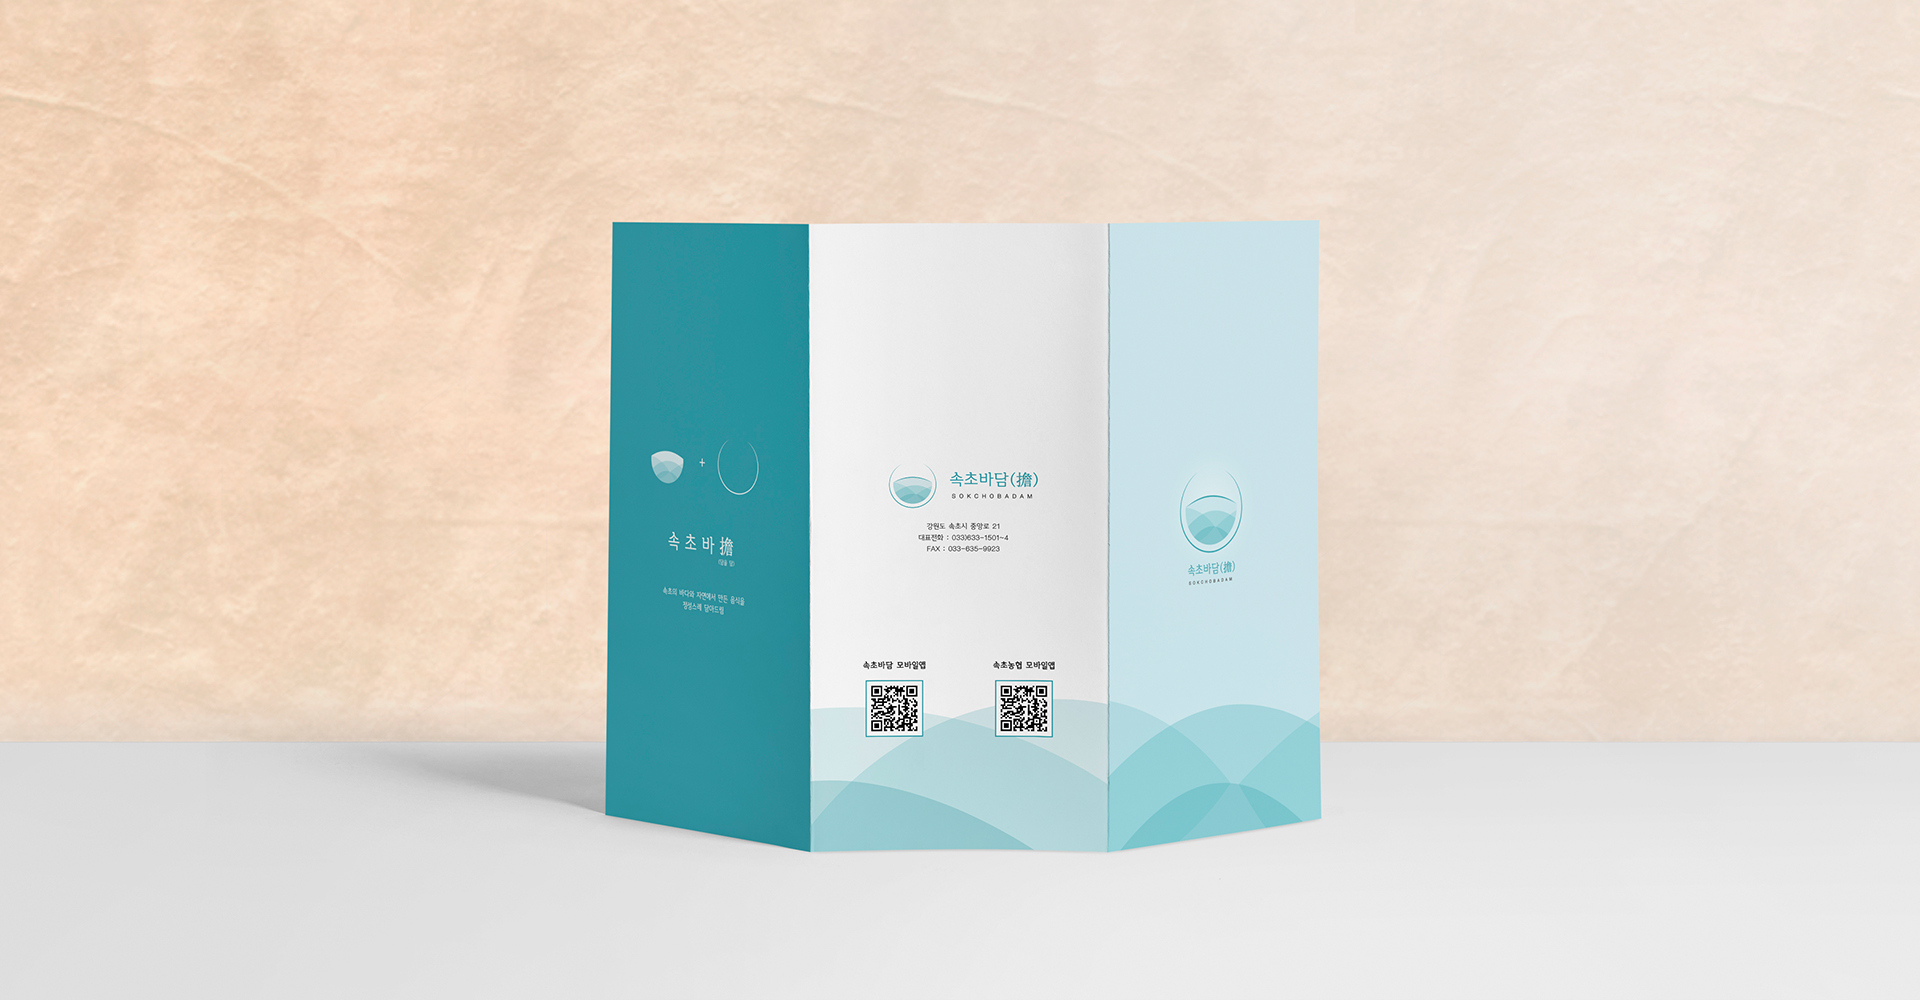 +
속초바擔
(담을 담)
속초의 바다와 자연에서 만든 음식을
정성스레 담아드림
속초바담(擔)
SOKCHOBADAM
강원도 속초시 중앙로 21
대표전화 : 033)633-1501~4
FAX : 033-635-9923
속초바담 모바일앱
속초농협 모바일앱
속초바담(擔)
SOKCHOBADAM